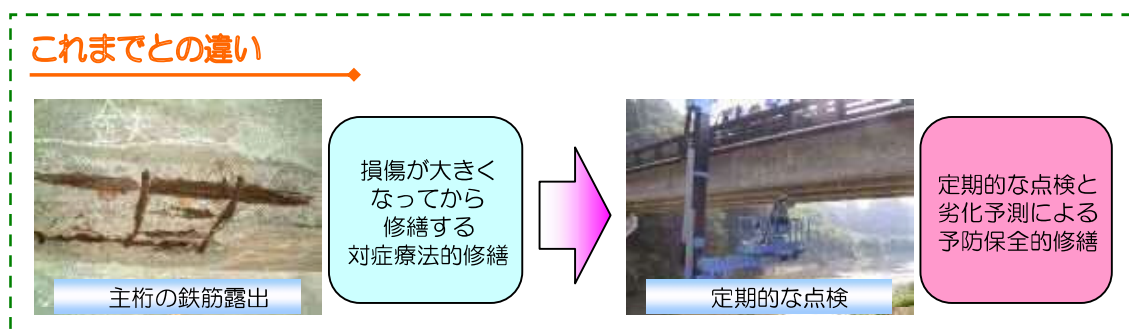 これまでとの違い
損傷が大きく
なってから
修繕する
対症療法的修繕
主桁の鉄筋露出
定期的な点検
定期的な点検と
劣化予測による
予防保全的修繕